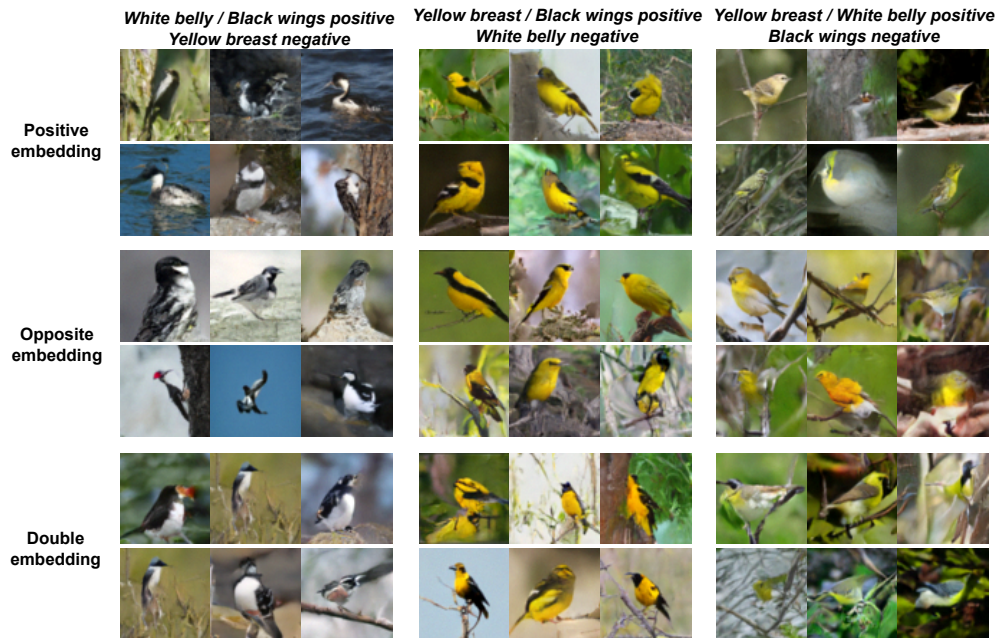 White belly / Black wings positive
Yellow breast negative
Yellow breast / Black wings positive
White belly negative
Yellow breast / White belly positive
Black wings negative
Positive
embedding
Opposite
embedding
Double
embedding